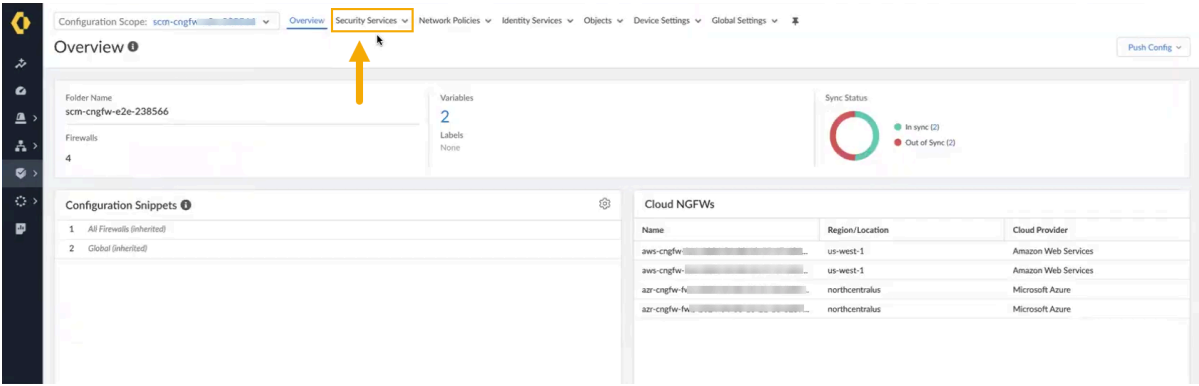 Configuration Scope: scm-cngfw Overview Security Services Network Policies Identity Services Objects Device Settings Global Settings
Overview
Push Config
Folder Name
scm-cngfw-e2e-238566
Firewalls
4
Variables
2
Labels
None
Sync Status
In sync (2)
Out of Sync (2)
Configuration Snippets
1 All Firewalls (inherited)
2 Global (inherited)
Cloud NGFWs
Name Region/Location Cloud Provider
aws-cngfw- ... us-west-1 Amazon Web Services
aws-cngfw- ... us-west-1 Amazon Web Services
azr-cngfw-fw ... northcentralus Microsoft Azure
azr-cngfw-fw ... northcentralus Microsoft Azure